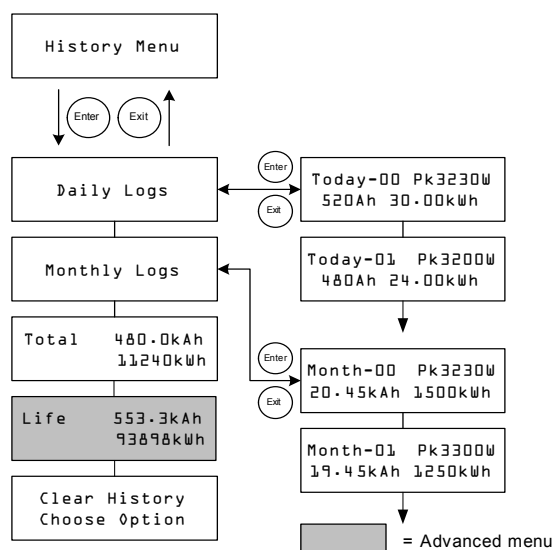 History Menu
Enter
Exit
Daily Logs
Enter
Exit
Today-00 Pk3230W
520Ah 30.00kWh
Today-01 Pk3200W
480Ah 24.00kWh
Monthly Logs
Enter
Exit
Month-00 Pk3230W
20.45kAh 1500kWh
Month-01 Pk3300W
19.45kAh 1250kWh
Total 480.0kAh
11240kWh
Life 553.3kAh
93898kWh
Clear History
Choose Option
= Advanced menu